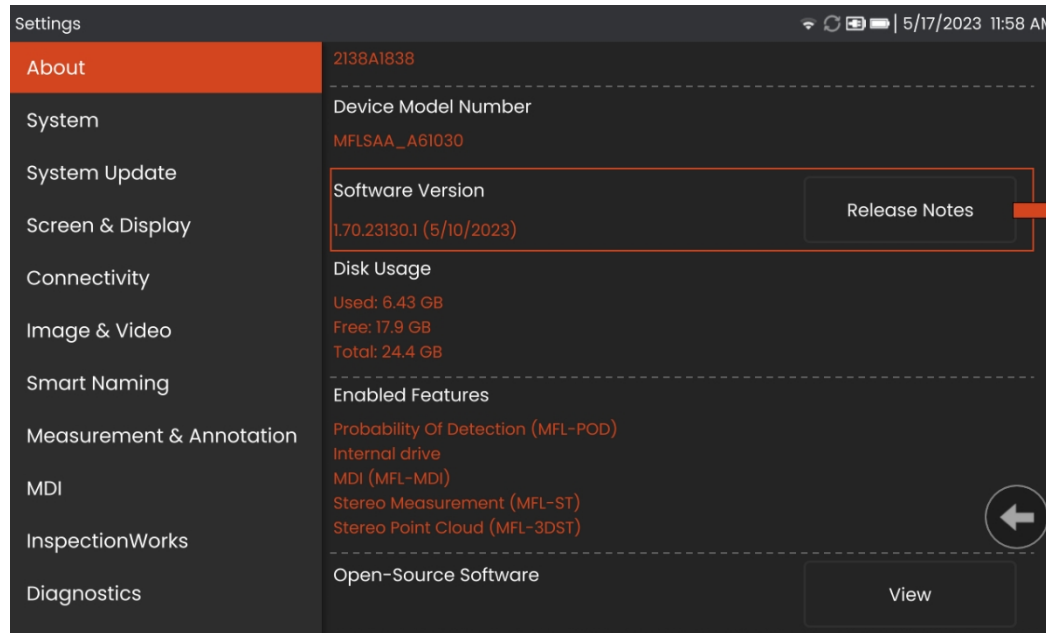 Settings
5/17/2023 11:58 AM
About
System
System Update
Screen & Display
Connectivity
Image & Video
Smart Naming
Measurement & Annotation
MDI
InspectionWorks
Diagnostics
2138A1838
Device Model Number
MFLSAA_A61030
Software Version
1.70.23130.1 (5/10/2023)
Release Notes
Disk Usage
Used: 6.43 GB
Free: 17.9 GB
Total: 24.4 GB
Enabled Features
Probability Of Detection (MFL-POD)
Internal drive
MDI (MFL-MDI)
Stereo Measurement (MFL-ST)
Stereo Point Cloud (MFL-3DST)
Open-Source Software
View